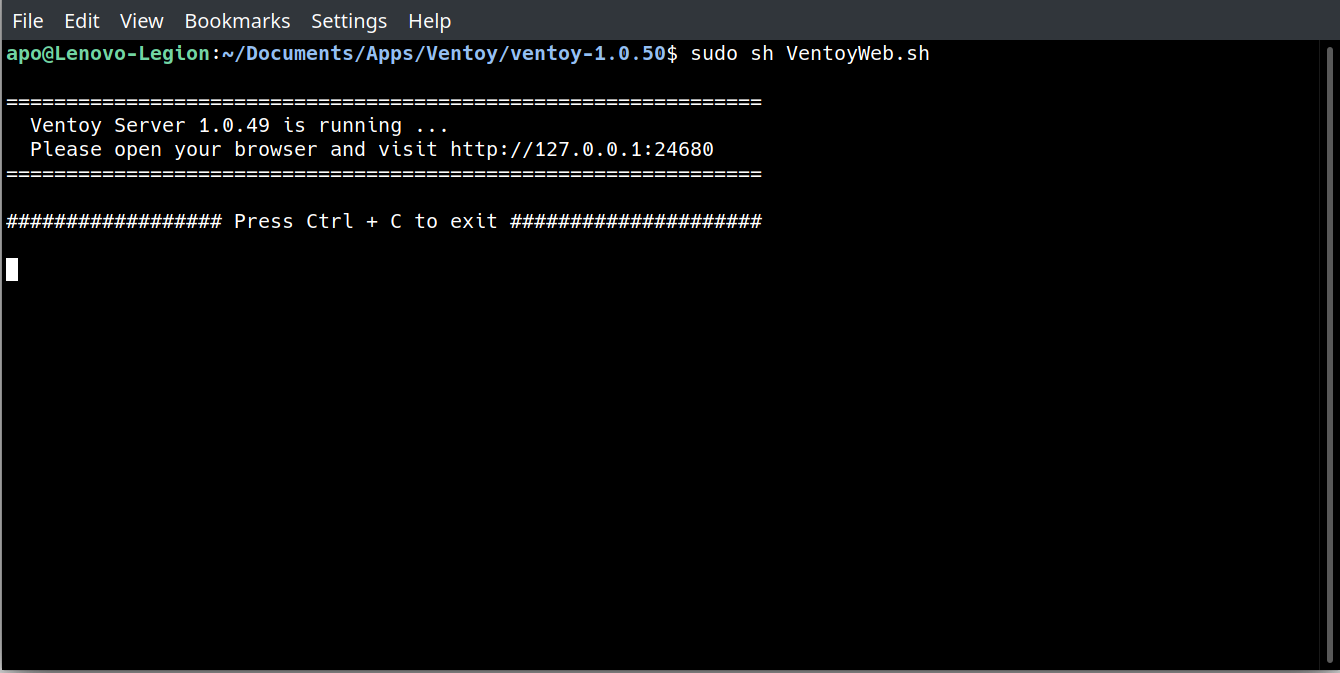 File Edit View Bookmarks Settings Help
apo@Lenovo-Legion:~/Documents/Apps/Ventoy/ventoy-1.0.50$ sudo sh VentoyWeb.sh
===============================================================
Ventoy Server 1.0.49 is running ...
Please open your browser and visit http://127.0.0.1:24680
===============================================================
################## Press Ctrl + C to exit #####################